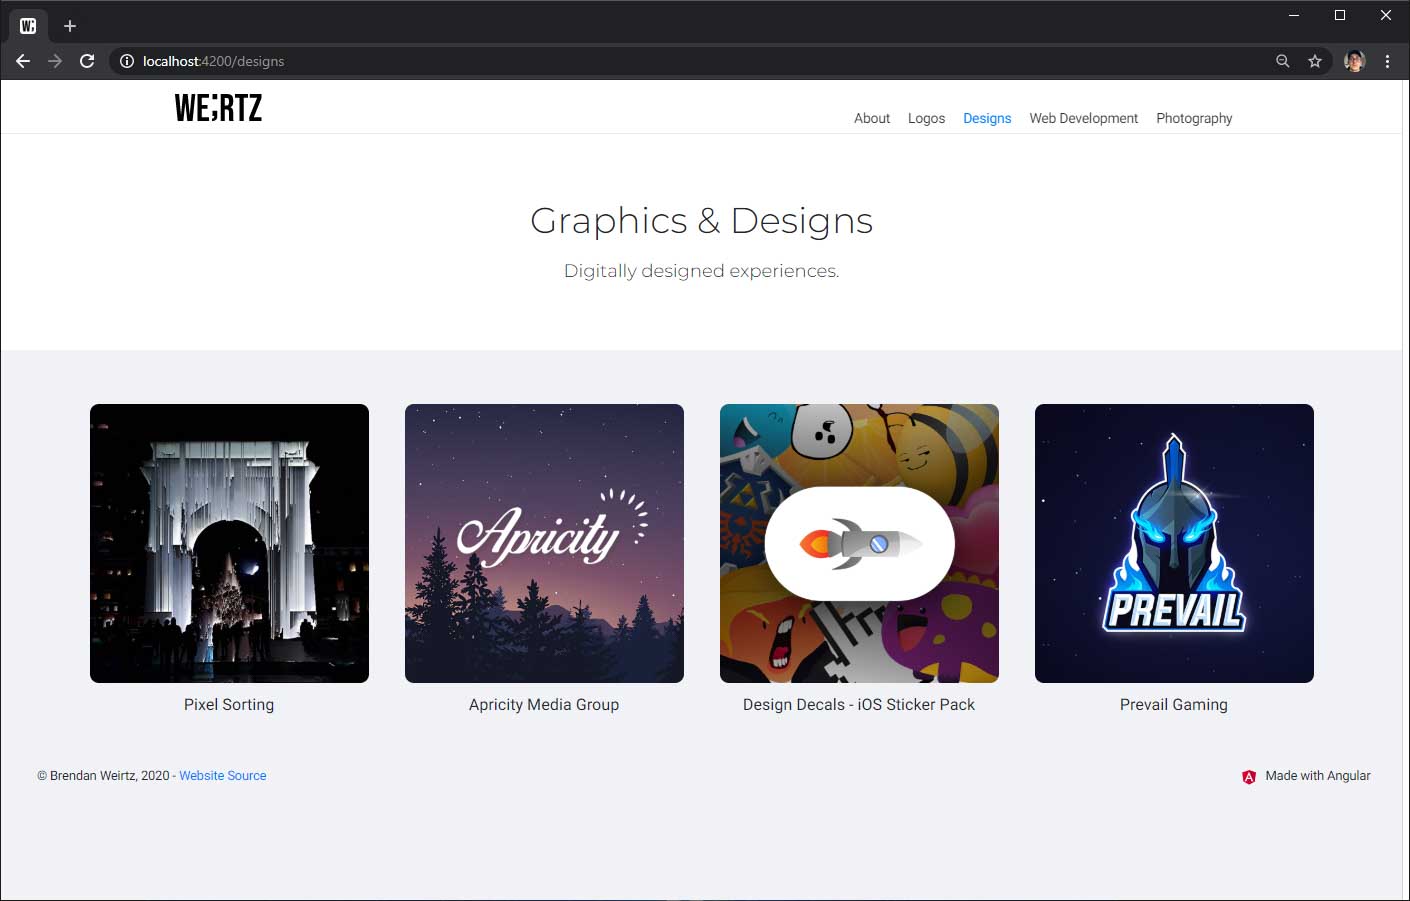 W;
localhost:4200/designs
WE;RTZ
About Logos Designs Web Development Photography
Graphics & Designs
Digitally designed experiences.
Apricity
PREVAIL
Pixel Sorting
Apricity Media Group
Design Decals - iOS Sticker Pack
Prevail Gaming
© Brendan Weirtz, 2020 - Website Source
A Made with Angular